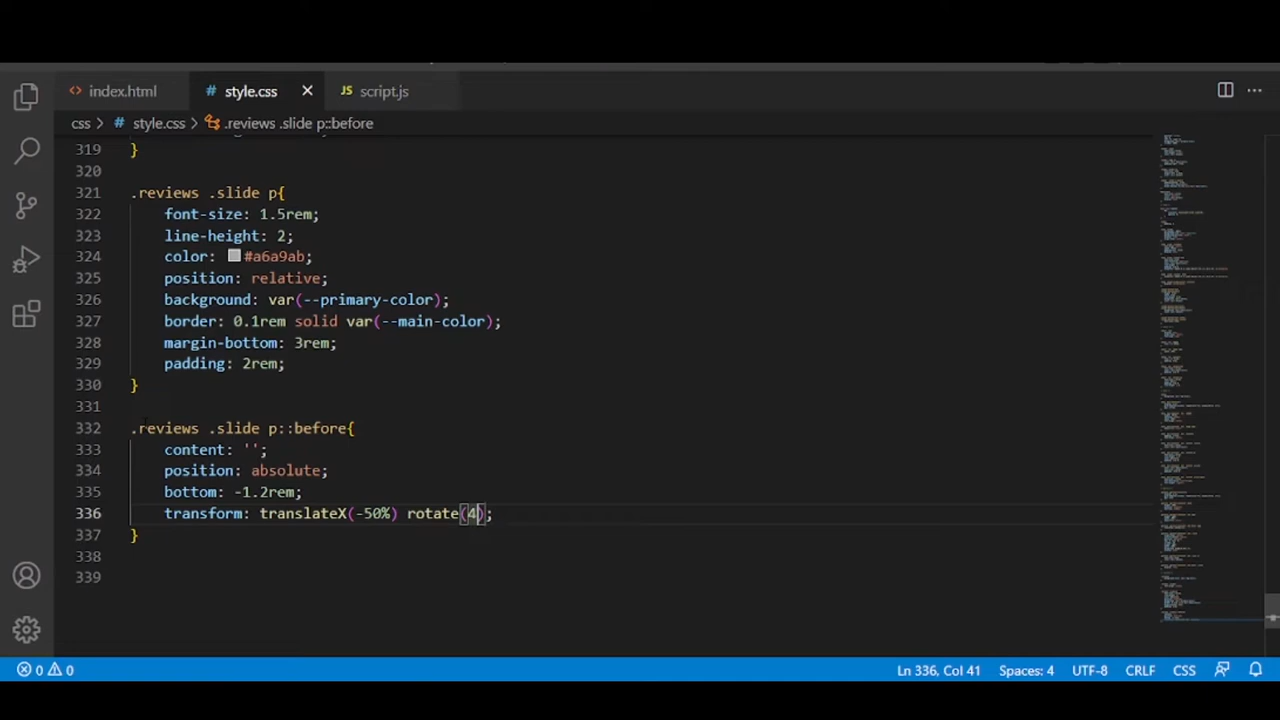 index.html
style.css
script.js
css > style.css > .reviews .slide p::before
319 }
320
321 .reviews .slide p{
322 font-size: 1.5rem;
323 line-height: 2;
324 color: #a6a9ab;
325 position: relative;
326 background: var(--primary-color);
327 border: 0.1rem solid var(--main-color);
328 margin-bottom: 3rem;
329 padding: 2rem;
330 }
331
332 .reviews .slide p::before{
333 content: '';
334 position: absolute;
335 bottom: -1.2rem;
336 transform: translateX(-50%) rotate(4);
337 }
338
339
0 0 Ln 336, Col 41 Spaces: 4 UTF-8 CRLF CSS